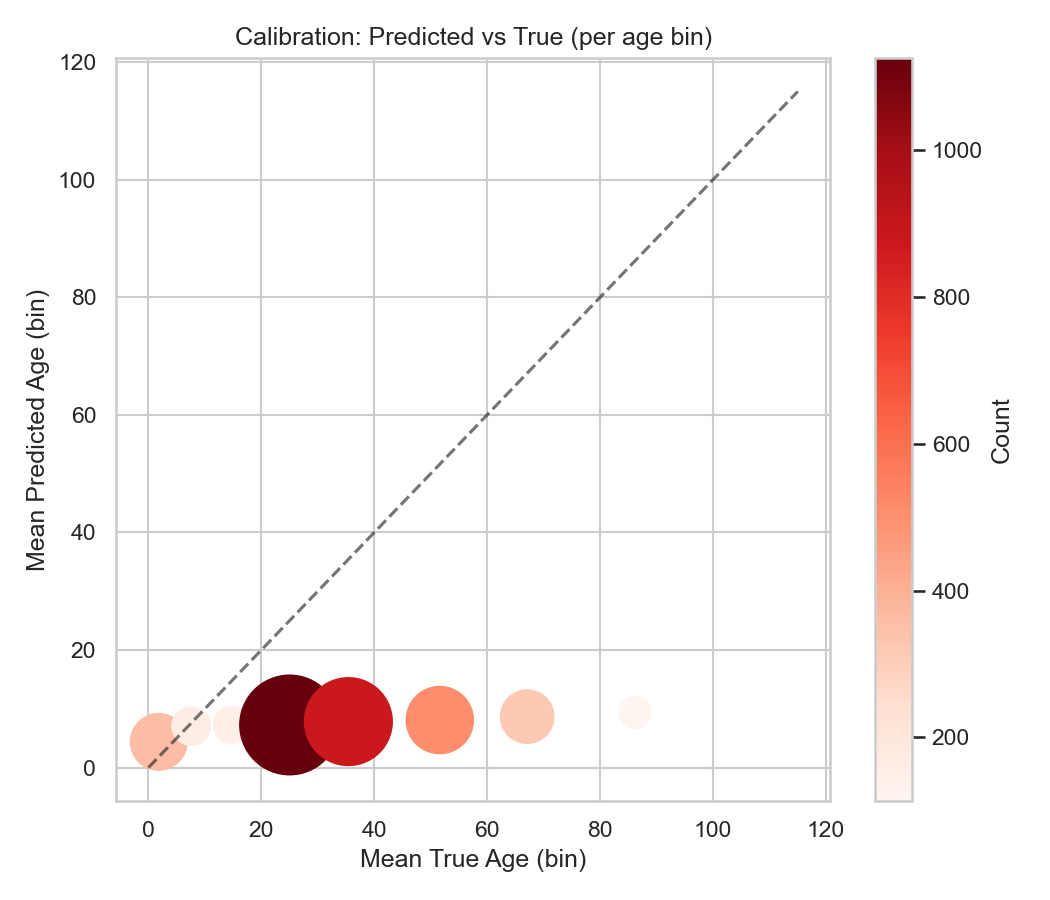 Calibration: Predicted vs True (per age bin)
120
100
80
60
40
20
0
Mean Predicted Age (bin)
0 20 40 60 80 100 120
Mean True Age (bin)
1000
800
600
400
200
Count